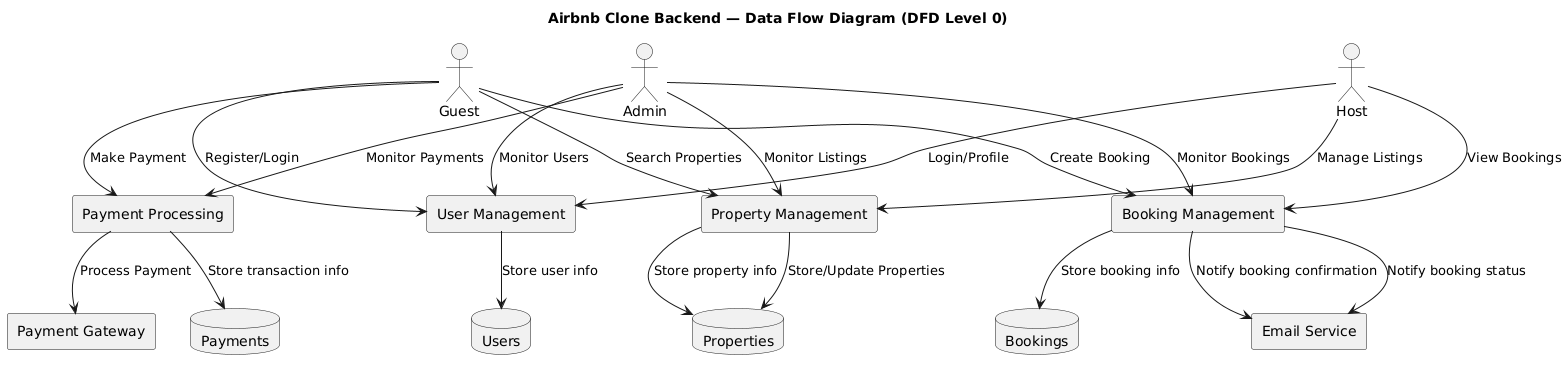 Airbnb Clone Backend — Data Flow Diagram (DFD Level 0)
Guest
Admin
Host
Make Payment
Register/Login
Monitor Payments
Monitor Users
Search Properties
Monitor Listings
Login/Profile
Create Booking
Monitor Bookings
Manage Listings
View Bookings
Payment Processing
User Management
Property Management
Booking Management
Process Payment
Store transaction info
Store user info
Store property info
Store/Update Properties
Store booking info
Notify booking confirmation
Notify booking status
Payment Gateway
Payments
Users
Properties
Bookings
Email Service